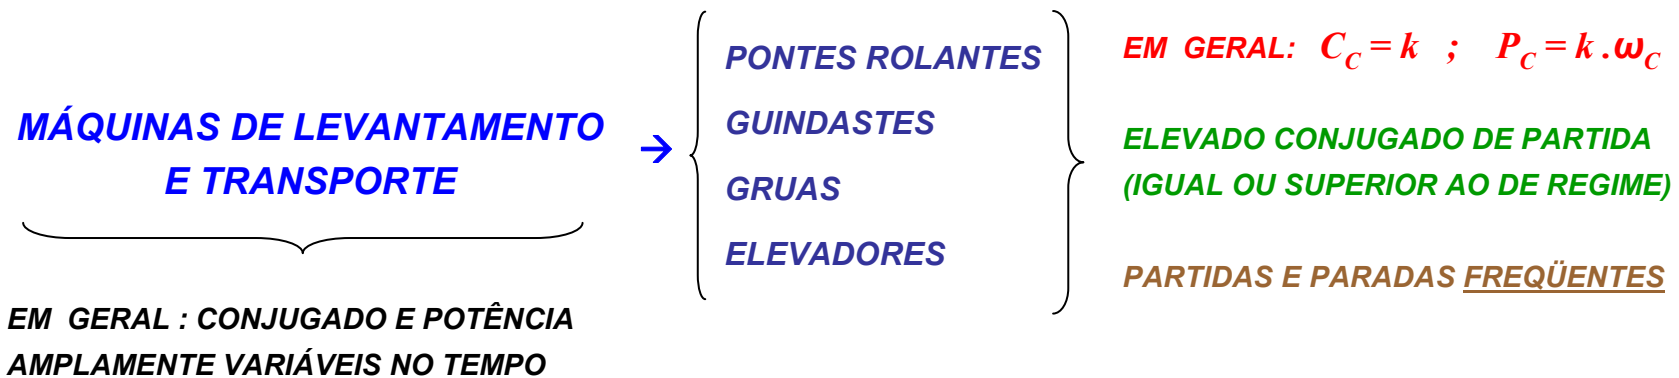 MÁQUINAS DE LEVANTAMENTO
E TRANSPORTE
→
EM GERAL : CONJUGADO E POTÊNCIA
AMPLAMENTE VARIÁVEIS NO TEMPO
PONTES ROLANTES
GUINDASTES
GRUAS
ELEVADORES
EM GERAL: C_C = k ; P_C = k . ω_C
ELEVADO CONJUGADO DE PARTIDA
(IGUAL OU SUPERIOR AO DE REGIME)
PARTIDAS E PARADAS FREQÜENTES